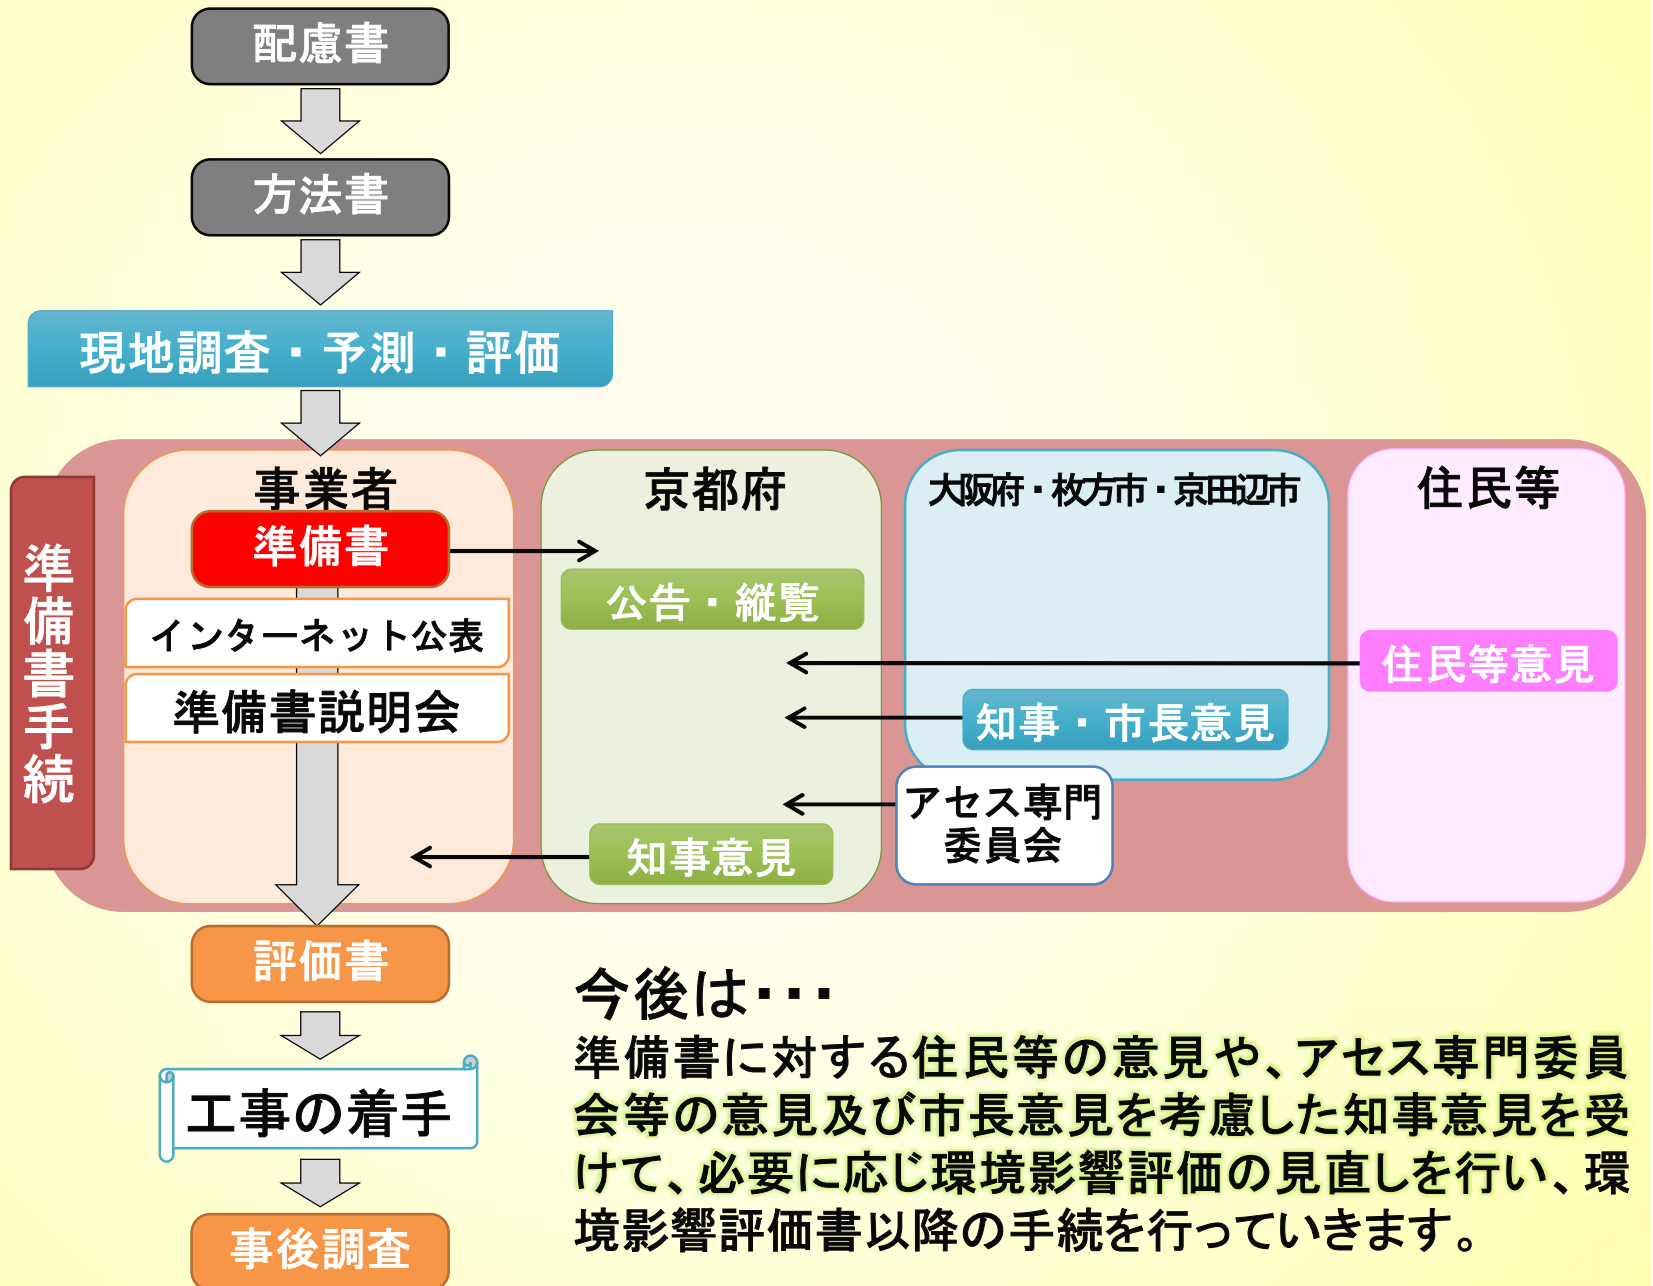 配慮書
方法書
現地調査・予測・評価
準備書手続
事業者
準備書
インターネット公表
準備書説明会
京都府
公告・縦覧
知事意見
大阪府・枚方市・京田辺市
知事・市長意見
アセス専門
委員会
住民等
住民等意見
評価書
工事の着手
事後調査
今後は・・・
準備書に対する住民等の意見や、アセス専門委員
会等の意見及び市長意見を考慮した知事意見を受
けて、必要に応じ環境影響評価の見直しを行い、環
境影響評価書以降の手続を行っていきます。